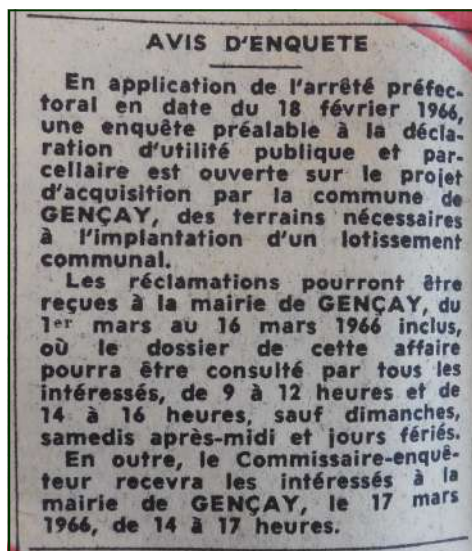 AVIS D'ENQUETE
En application de l'arrêté préfec-
toral en date du 18 février 1966,
une enquête préalable à la décla-
ration d'utilité publique et par-
cellaire est ouverte sur le projet
d'acquisition par la commune de
GENÇAY, des terrains nécessaires
à l'implantation d'un lotissement
communal.
Les réclamations pourront être
reçues à la mairie de GENÇAY, du
1er mars au 16 mars 1966 inclus,
où le dossier de cette affaire
pourra être consulté par tous les
intéressés, de 9 à 12 heures et de
14 à 16 heures, sauf dimanches,
samedis après-midi et jours fériés.
En outre, le Commissaire-enquê-
teur recevra les intéressés à la
mairie de GENÇAY, le 17 mars
1966, de 14 à 17 heures.